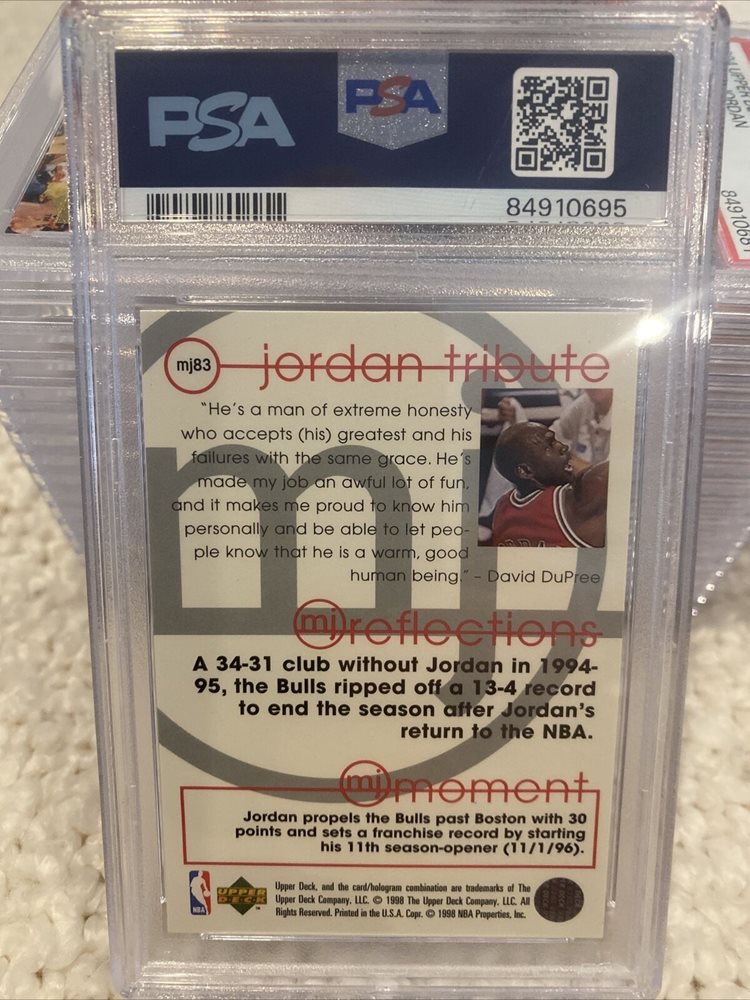 PSA
PSA
84910695
mj83
jordan tribute
"He's a man of extreme honesty
who accepts (his) greatest and his
failures with the same grace. He's
made my job an awful lot of fun,
and it makes me proud to know him
personally and be able to let peo-
ple know that he is a warm, good
human being." – David DuPree
mj
mj reflections
A 34-31 club without Jordan in 1994-
95, the Bulls ripped off a 13-4 record
to end the season after Jordan's
return to the NBA.
mj moment
Jordan propels the Bulls past Boston with 30
points and sets a franchise record by starting
his 11th season-opener (11/1/96).
NBA
UPPER
DECK
Upper Deck, and the card/hologram combination are trademarks of The
Upper Deck Company, LLC. © 1998 The Upper Deck Company, LLC. All
Rights Reserved. Printed in the U.S.A. Copr. © 1998 NBA Properties, Inc.
JORDAN